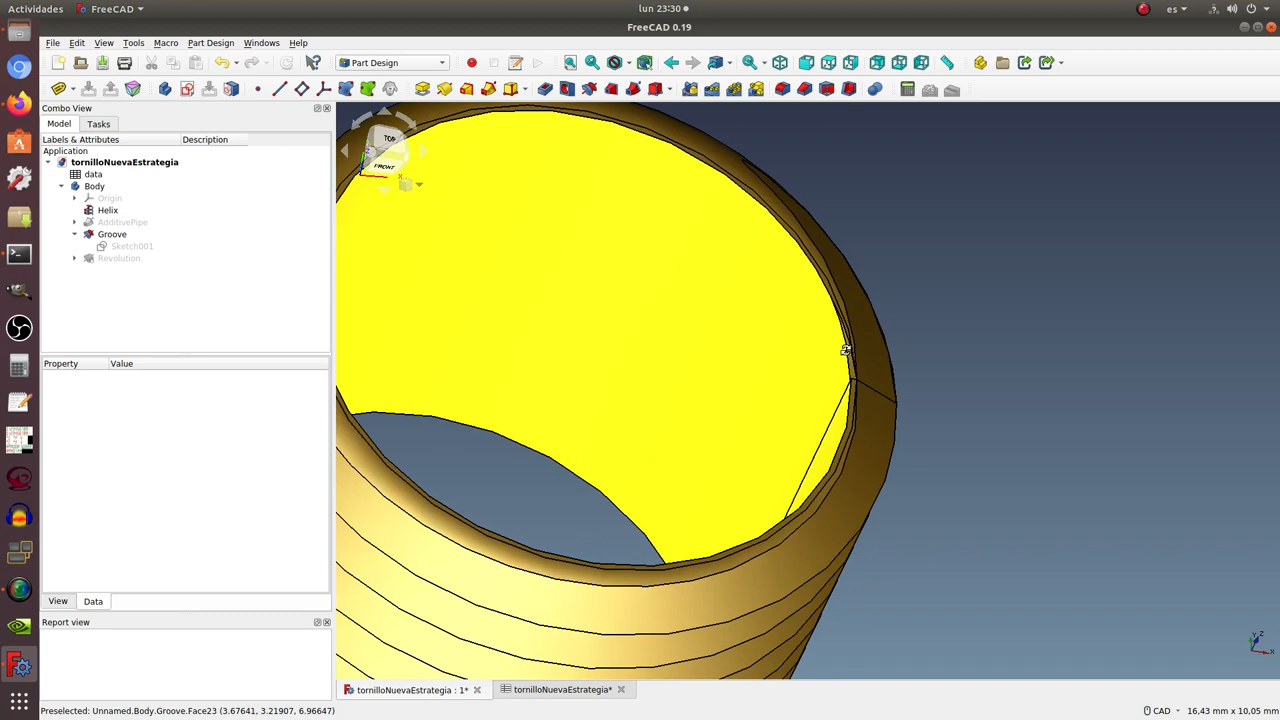 Actividades FreeCAD lun 23:30 es
FreeCAD 0.19
File Edit View Tools Macro Part Design Windows Help
Part Design
Combo View
Model Tasks
Labels & Attributes Description
Application
tornilloNuevaEstrategia
data
Body
Origin
Helix
AdditivePipe
Groove
Sketch001
Revolution
TOP
FRONT
Z
X
Property Value
View Data
Report view
Y Z
X
tornilloNuevaEstrategia : 1* tornilloNuevaEstrategia*
Preselected: Unnamed.Body.Groove.Face23 (3.67641, 3.21907, 6.96647) CAD 16,43 mm x 10,05 mm